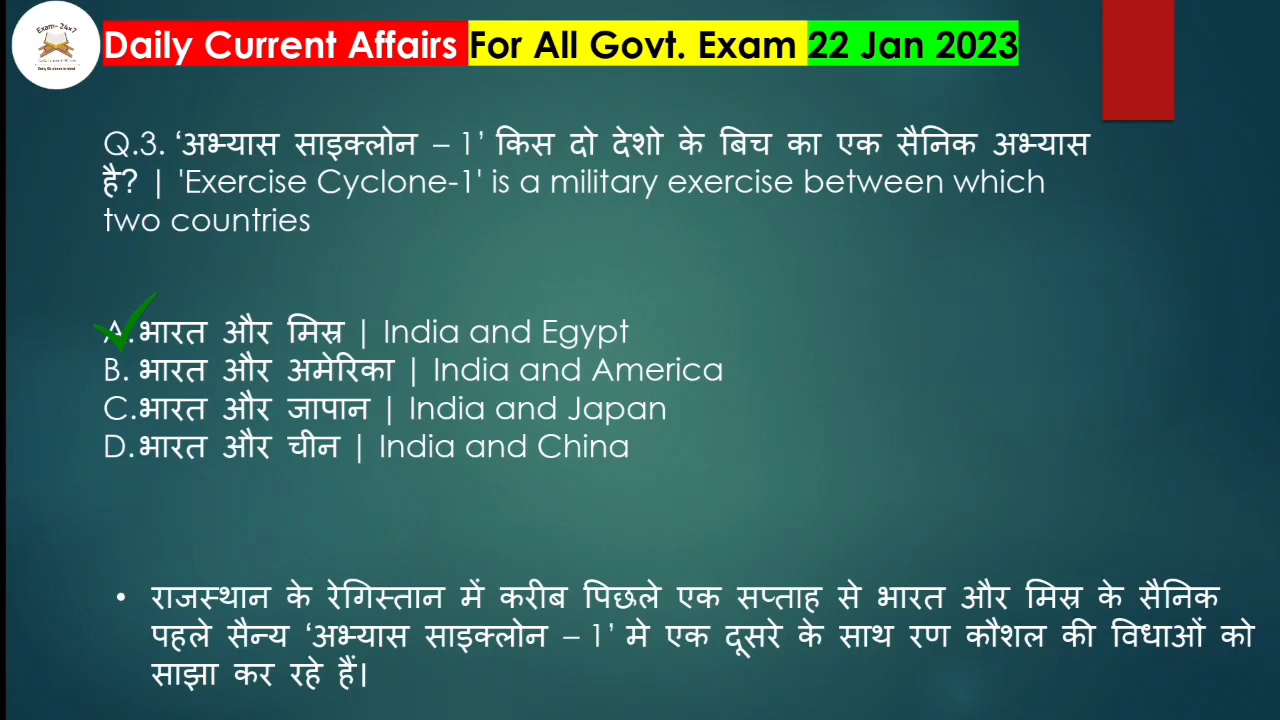 Exam- 24x7
Daily Current Affairs For All Govt. Exam 22 Jan 2023
Q.3. ‘अभ्यास साइक्लोन – 1’ किस दो देशो के बिच का एक सैनिक अभ्यास
है? | 'Exercise Cyclone-1' is a military exercise between which
two countries
A.भारत और मिस्र | India and Egypt
B. भारत और अमेरिका | India and America
C.भारत और जापान | India and Japan
D.भारत और चीन | India and China
• राजस्थान के रेगिस्तान में करीब पिछले एक सप्ताह से भारत और मिस्र के सैनिक
पहले सैन्य ‘अभ्यास साइक्लोन – 1’ मे एक दूसरे के साथ रण कौशल की विधाओं को
साझा कर रहे हैं।